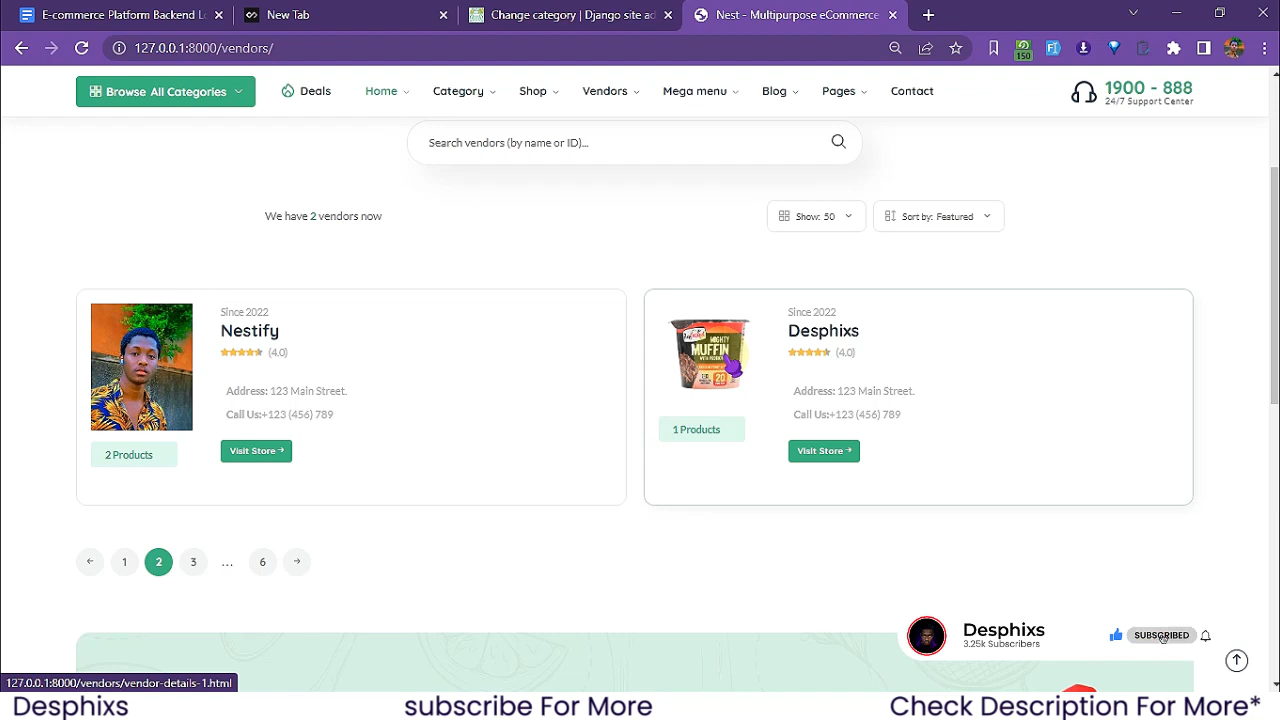 E-commerce Platform Backend Lo
New Tab
Change category | Django site ad
Nest - Multipurpose eCommerce
127.0.0.1:8000/vendors/
150
Browse All Categories
Deals
Home
Category
Shop
Vendors
Mega menu
Blog
Pages
Contact
1900 - 888
24/7 Support Center
Search vendors (by name or ID)...
We have 2 vendors now
Show: 50
Sort by: Featured
Since 2022
Nestify
(4.0)
Address: 123 Main Street.
Call Us:+123 (456) 789
2 Products
Visit Store
Since 2022
Desphixs
(4.0)
Address: 123 Main Street.
Call Us:+123 (456) 789
MIGHTY
MUFFIN
20
1 Products
Visit Store
1
2
3
...
6
Desphixs
3.25k Subscribers
SUBSCRIBED
127.0.0.1:8000/vendors/vendor-details-1.html
Desphixs
subscribe For More
Check Description For More*